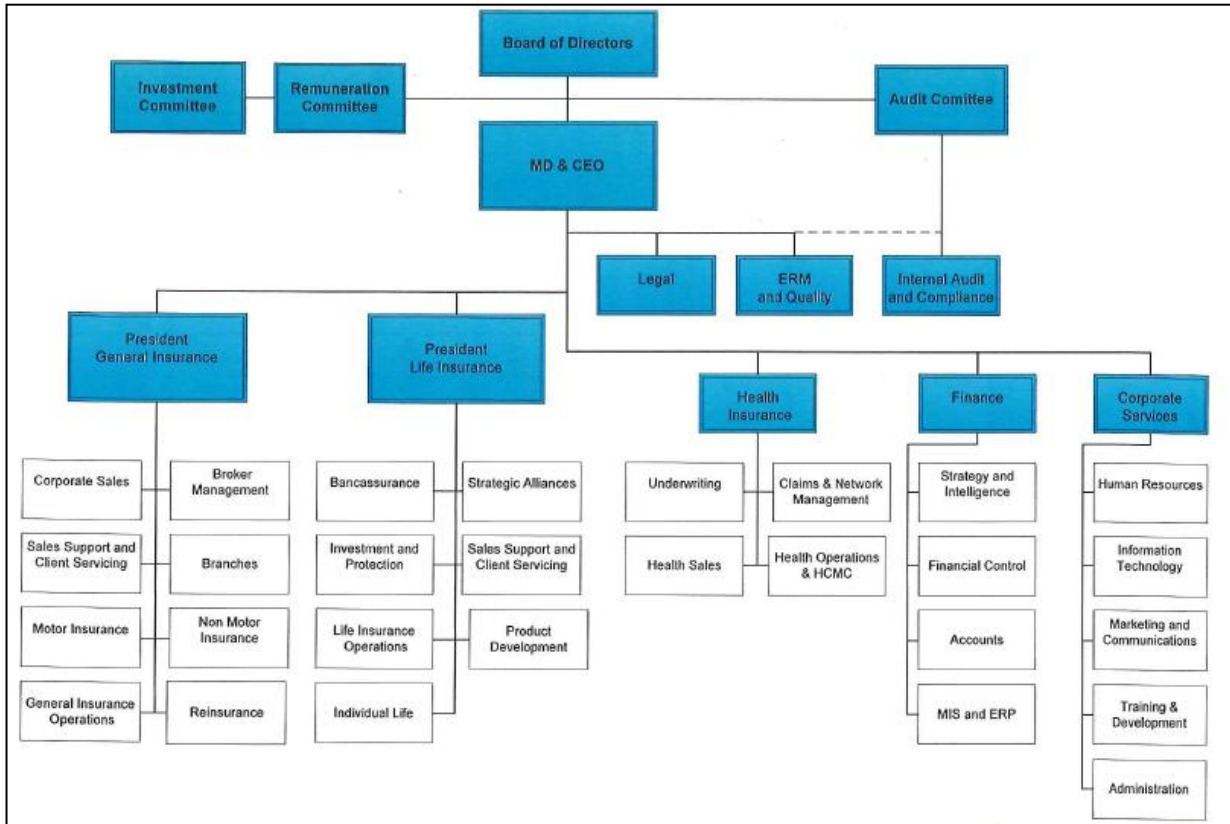 Board of Directors
Investment
Committee
Remuneration
Committee
Audit Comittee
MD & CEO
Legal
ERM
and Quality
Internal Audit
and Compliance
President
General Insurance
President
Life Insurance
Health
Insurance
Finance
Corporate
Services
Corporate Sales
Broker
Management
Sales Support and
Client Servicing
Branches
Motor Insurance
Non Motor
Insurance
General Insurance
Operations
Reinsurance
Bancassurance
Strategic Alliances
Investment and
Protection
Sales Support and
Client Servicing
Life Insurance
Operations
Product
Development
Individual Life
Underwriting
Claims & Network
Management
Health Sales
Health Operations
& HCMC
Strategy and
Intelligence
Financial Control
Accounts
MIS and ERP
Human Resources
Information
Technology
Marketing and
Communications
Training &
Development
Administration